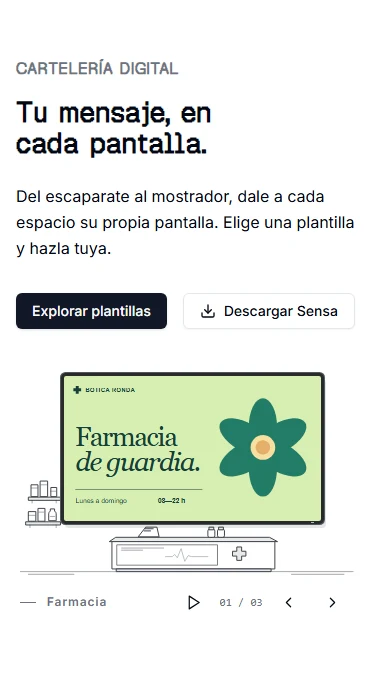 CARTELERÍA DIGITAL
Tu mensaje, en
cada pantalla.
Del escaparate al mostrador, dale a cada
espacio su propia pantalla. Elige una plantilla
y hazla tuya.
Explorar plantillas
Descargar Sensa
BOTICA RONDA
Farmacia
de guardia.
Lunes a domingo 08—22 h
Farmacia
01 / 03